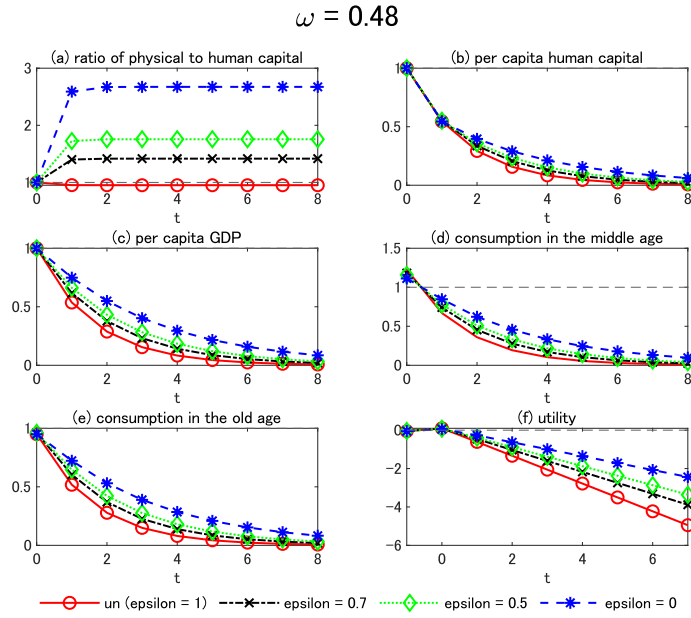 ω = 0.48
(a) ratio of physical to human capital
3
2
1
0 2 4 6 8
t
(b) per capita human capital
1
0.5
0
0 2 4 6 8
t
(c) per capita GDP
1
0.5
0
0 2 4 6 8
t
(d) consumption in the middle age
1.5
1
0.5
0
0 2 4 6 8
t
(e) consumption in the old age
1
0.5
0
0 2 4 6 8
t
(f) utility
0
−2
−4
−6
0 2 4 6
t
un (epsilon = 1) epsilon = 0.7 epsilon = 0.5 epsilon = 0